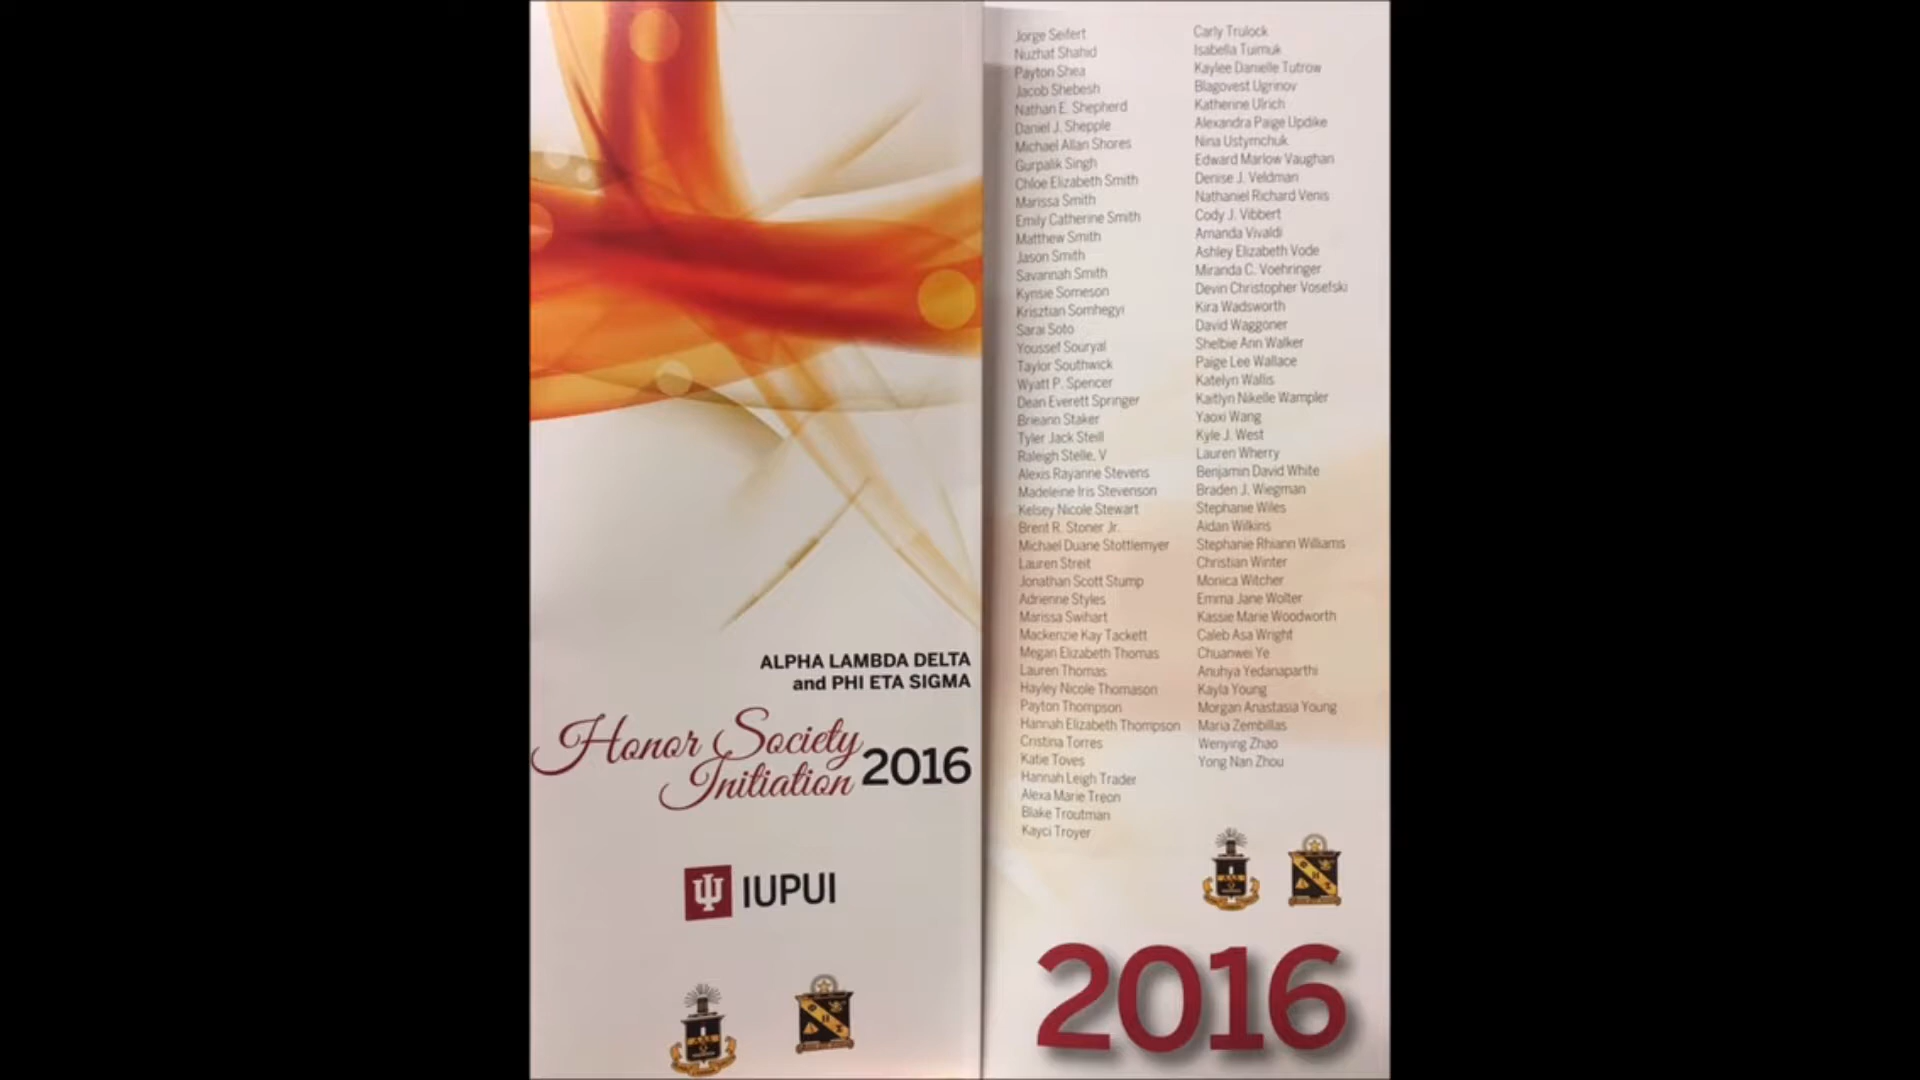 ALPHA LAMBDA DELTA
and PHI ETA SIGMA
Honor Society
Initiation 2016
IUPUI
Jorge Seifert
Nuzhat Shahid
Payton Shea
Jacob Shebesh
Nathan E. Shepherd
Daniel J. Shepple
Michael Allan Shores
Gurpalik Singh
Chloe Elizabeth Smith
Marissa Smith
Emily Catherine Smith
Matthew Smith
Jason Smith
Savannah Smith
Kynsie Someson
Krisztian Somhegyi
Sarai Soto
Youssef Souryal
Taylor Southwick
Wyatt P. Spencer
Dean Everett Springer
Brieann Staker
Tyler Jack Steill
Raleigh Stelle, V
Alexis Rayanne Stevens
Madeleine Iris Stevenson
Kelsey Nicole Stewart
Brent R. Stoner Jr.
Michael Duane Stottlemyer
Lauren Streit
Jonathan Scott Stump
Adrienne Styles
Marissa Swihart
Mackenzie Kay Tackett
Megan Elizabeth Thomas
Lauren Thomas
Hayley Nicole Thomason
Payton Thompson
Hannah Elizabeth Thompson
Cristina Torres
Katie Toves
Hannah Leigh Trader
Alexa Marie Treon
Blake Troutman
Kayci Troyer
Carly Trulock
Isabella Tuimuk
Kaylee Danielle Tutrow
Blagovest Ugrinov
Katherine Ulrich
Alexandra Paige Updike
Nina Ustymchuk
Edward Marlow Vaughan
Denise J. Veldman
Nathaniel Richard Venis
Cody J. Vibbert
Amanda Vivaldi
Ashley Elizabeth Vode
Miranda C. Voehringer
Devin Christopher Vosefski
Kira Wadsworth
David Waggoner
Shelbie Ann Walker
Paige Lee Wallace
Katelyn Wallis
Kaitlyn Nikelle Wampler
Yaoxi Wang
Kyle J. West
Lauren Wherry
Benjamin David White
Braden J. Wiegman
Stephanie Wiles
Aidan Wilkins
Stephanie Rhiann Williams
Christian Winter
Monica Witcher
Emma Jane Wolter
Kassie Marie Woodworth
Caleb Asa Wright
Chuanwei Ye
Anuhya Yedanaparthi
Kayla Young
Morgan Anastasia Young
Maria Zembillas
Wenying Zhao
Yong Nan Zhou
2016